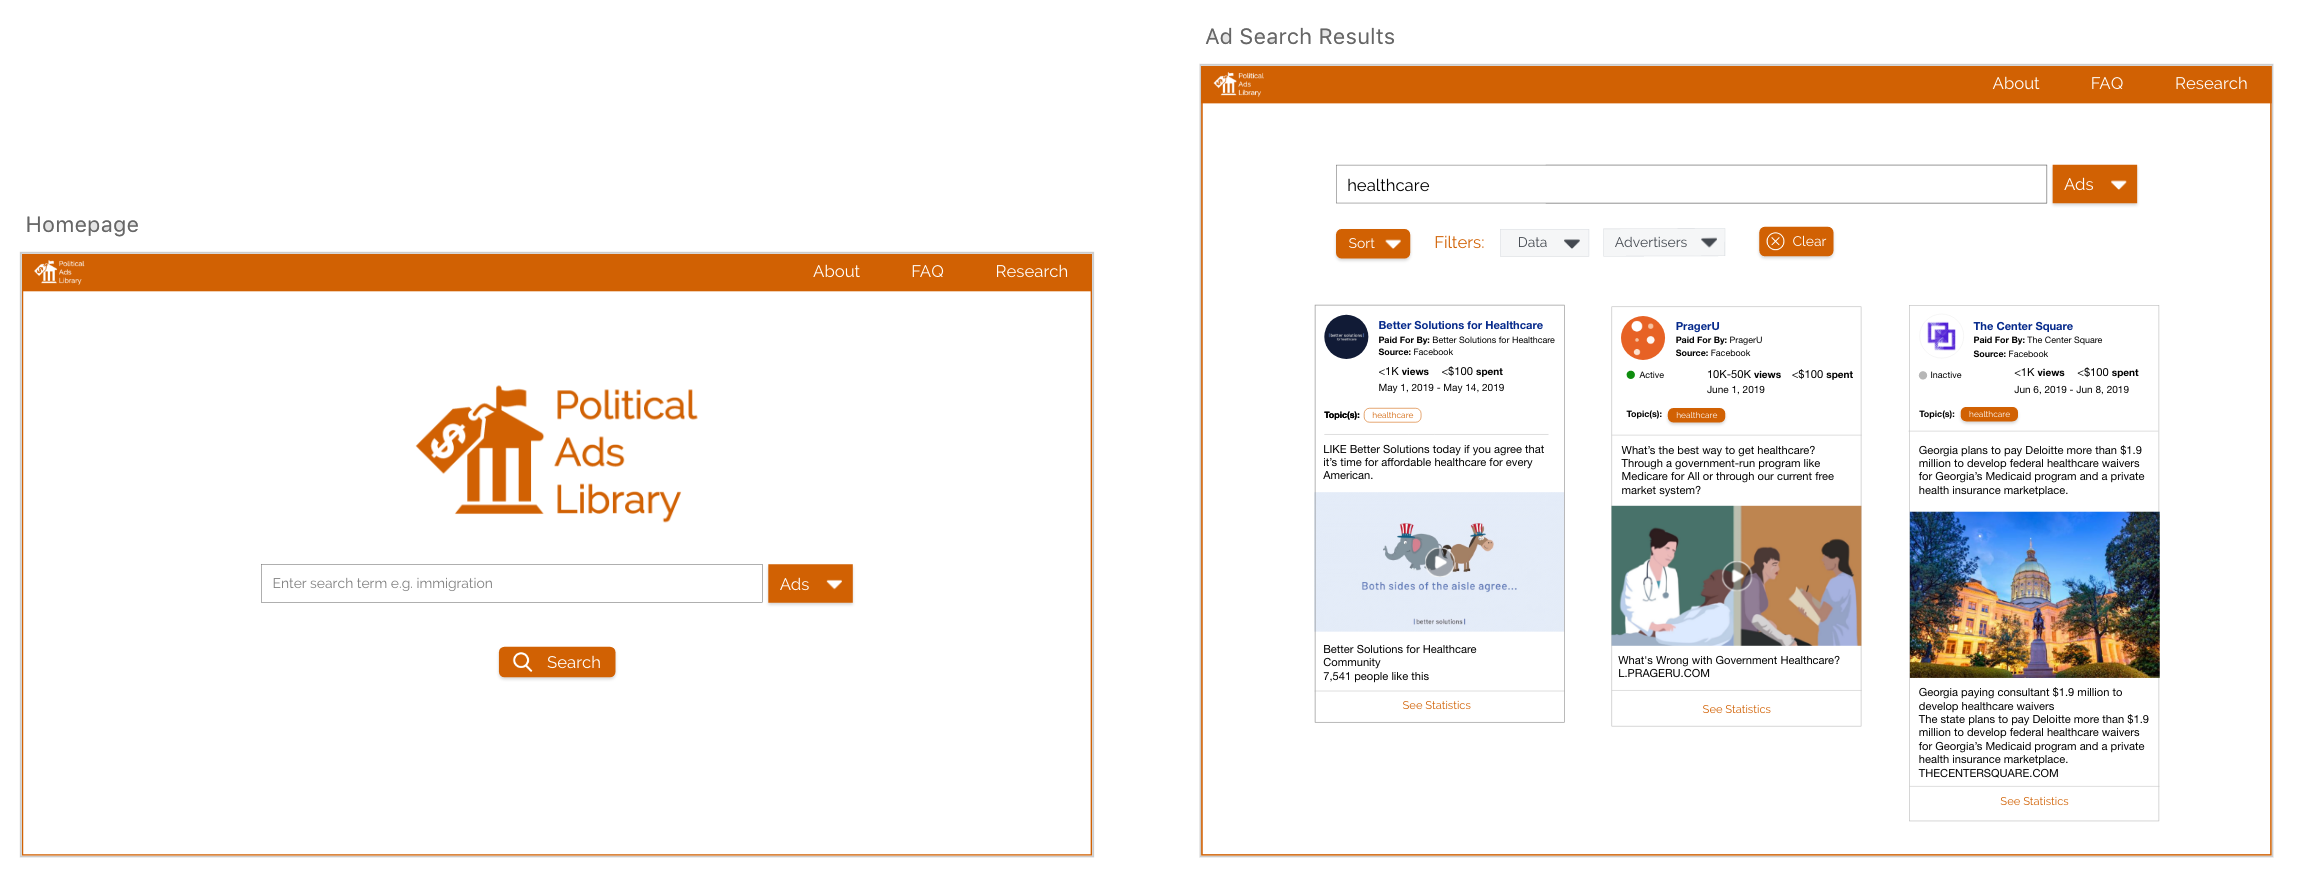 Homepage
Political
Ads
Library
About FAQ Research
Political
Ads
Library
Enter search term e.g. immigration
Ads
Search
Ad Search Results
Political
Ads
Library
About FAQ Research
healthcare
Ads
Sort Filters: Data Advertisers Clear
Better Solutions for Healthcare
Paid For By: Better Solutions for Healthcare
Source: Facebook
<1K views <$100 spent
May 1, 2019 - May 14, 2019
Topic(s): healthcare
LIKE Better Solutions today if you agree that
it's time for affordable healthcare for every
American.
Both sides of the aisle agree...
[better solutions]
Better Solutions for Healthcare
Community
7,541 people like this
See Statistics
PragerU
Paid For By: PragerU
Source: Facebook
Active 10K-50K views <$100 spent
June 1, 2019
Topic(s): healthcare
What's the best way to get healthcare?
Through a government-run program like
Medicare for All or through our current free
market system?
What's Wrong with Government Healthcare?
L.PRAGERU.COM
See Statistics
The Center Square
Paid For By: The Center Square
Source: Facebook
Inactive <1K views <$100 spent
Jun 6, 2019 - Jun 8, 2019
Topic(s): healthcare
Georgia plans to pay Deloitte more than $1.9
million to develop federal healthcare waivers
for Georgia's Medicaid program and a private
health insurance marketplace.
Georgia paying consultant $1.9 million to
develop healthcare waivers
The state plans to pay Deloitte more than $1.9
million to develop federal healthcare waivers
for Georgia's Medicaid program and a private
health insurance marketplace.
THECENTERSQUARE.COM
See Statistics